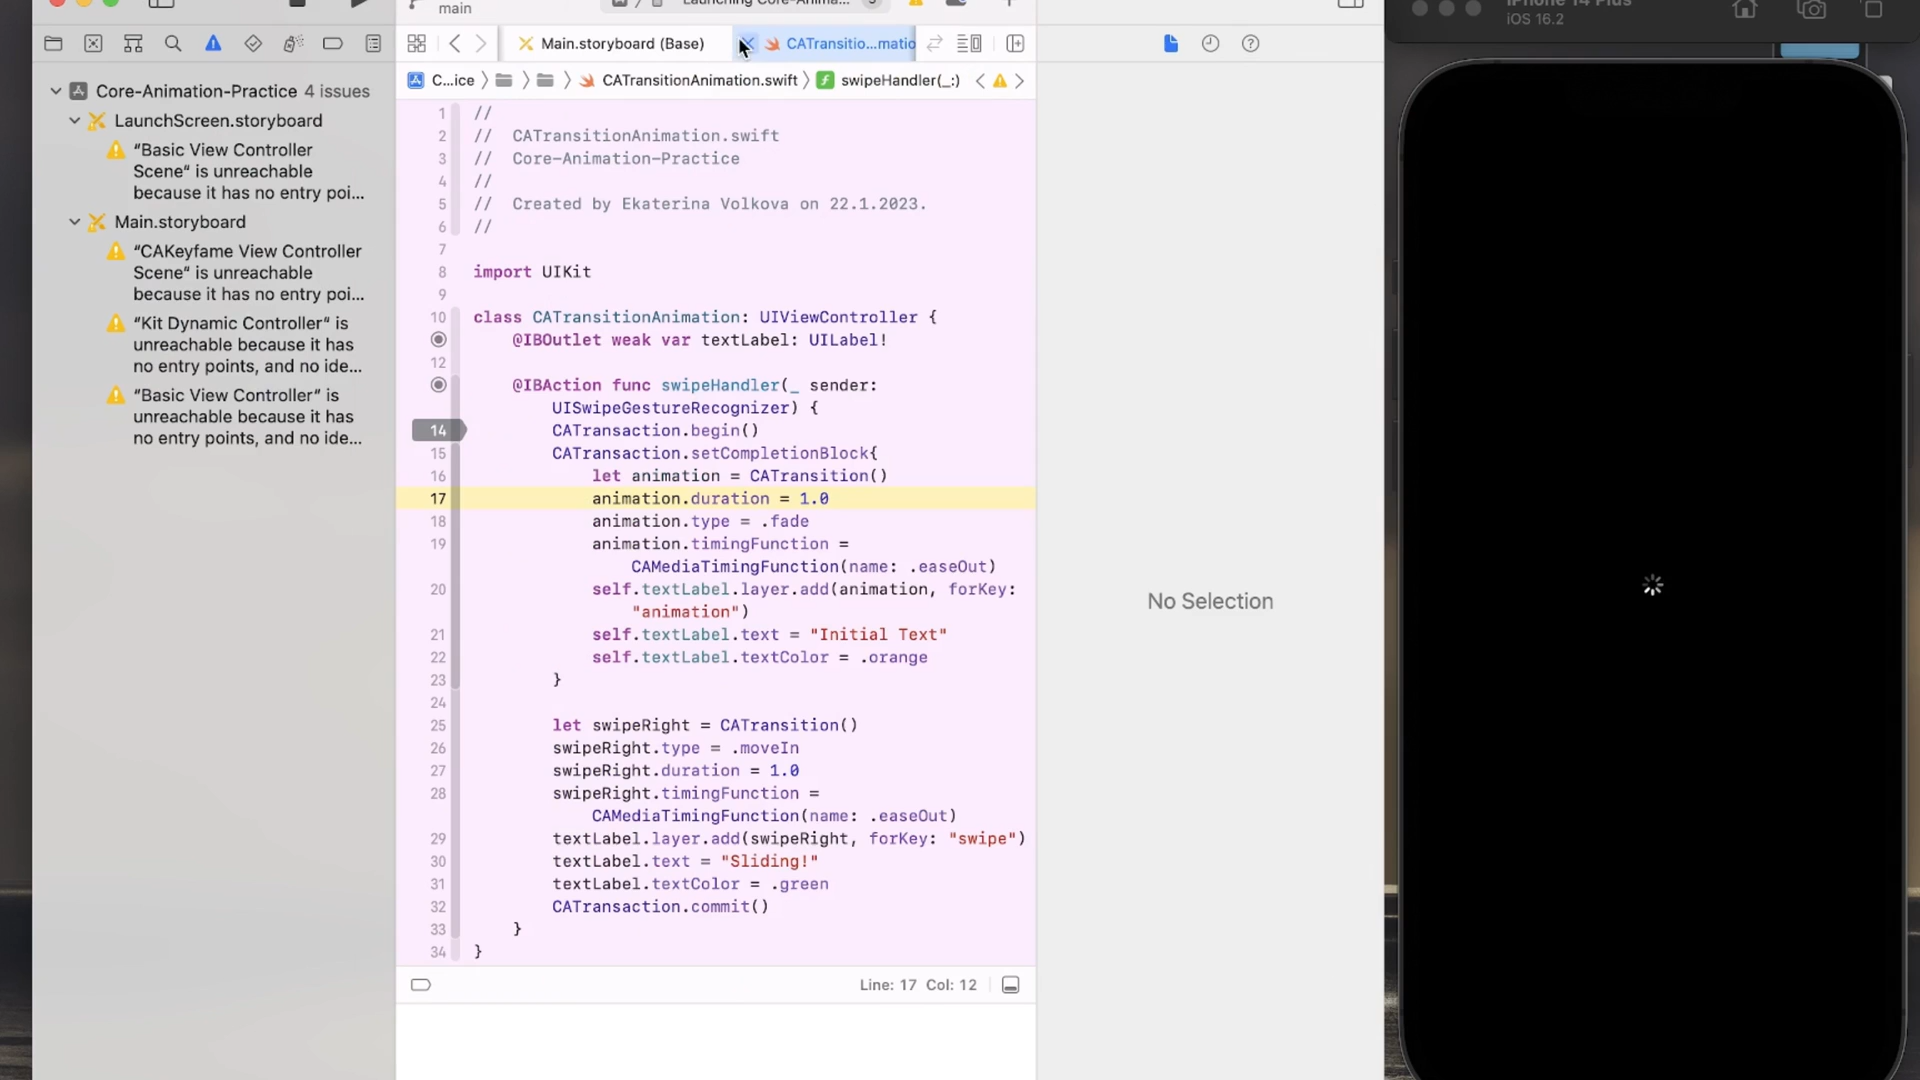 main
Launching Core-Anima...
iPhone 14 Plus
iOS 16.2
Main.storyboard (Base)
CATransitio...matio
C...ice
CATransitionAnimation.swift
swipeHandler(_:)
Core-Animation-Practice 4 issues
LaunchScreen.storyboard
“Basic View Controller
Scene“ is unreachable
because it has no entry poi...
Main.storyboard
“CAKeyfame View Controller
Scene“ is unreachable
because it has no entry poi...
“Kit Dynamic Controller“ is
unreachable because it has
no entry points, and no ide...
“Basic View Controller“ is
unreachable because it has
no entry points, and no ide...
1 //
2 // CATransitionAnimation.swift
3 // Core-Animation-Practice
4 //
5 // Created by Ekaterina Volkova on 22.1.2023.
6 //
7
8 import UIKit
9
10 class CATransitionAnimation: UIViewController {
@IBOutlet weak var textLabel: UILabel!
12
@IBAction func swipeHandler(_ sender:
UISwipeGestureRecognizer) {
14 CATransaction.begin()
15 CATransaction.setCompletionBlock{
16 let animation = CATransition()
17 animation.duration = 1.0
18 animation.type = .fade
19 animation.timingFunction =
CAMediaTimingFunction(name: .easeOut)
20 self.textLabel.layer.add(animation, forKey:
"animation")
21 self.textLabel.text = "Initial Text"
22 self.textLabel.textColor = .orange
23 }
24
25 let swipeRight = CATransition()
26 swipeRight.type = .moveIn
27 swipeRight.duration = 1.0
28 swipeRight.timingFunction =
CAMediaTimingFunction(name: .easeOut)
29 textLabel.layer.add(swipeRight, forKey: "swipe")
30 textLabel.text = "Sliding!"
31 textLabel.textColor = .green
32 CATransaction.commit()
33 }
34 }
Line: 17 Col: 12
No Selection